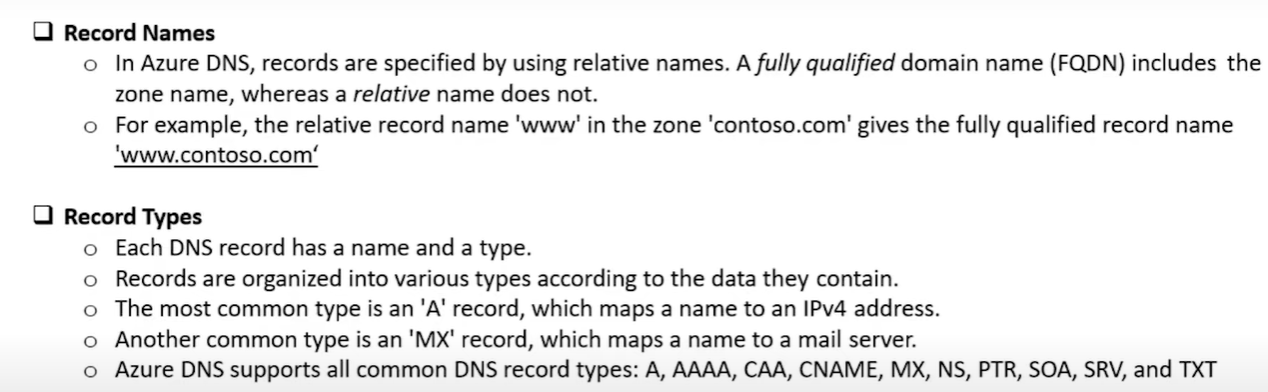 ❑ Record Names
o In Azure DNS, records are specified by using relative names. A fully qualified domain name (FQDN) includes the
zone name, whereas a relative name does not.
o For example, the relative record name 'www' in the zone 'contoso.com' gives the fully qualified record name
'www.contoso.com‘
❑ Record Types
o Each DNS record has a name and a type.
o Records are organized into various types according to the data they contain.
o The most common type is an 'A' record, which maps a name to an IPv4 address.
o Another common type is an 'MX' record, which maps a name to a mail server.
o Azure DNS supports all common DNS record types: A, AAAA, CAA, CNAME, MX, NS, PTR, SOA, SRV, and TXT